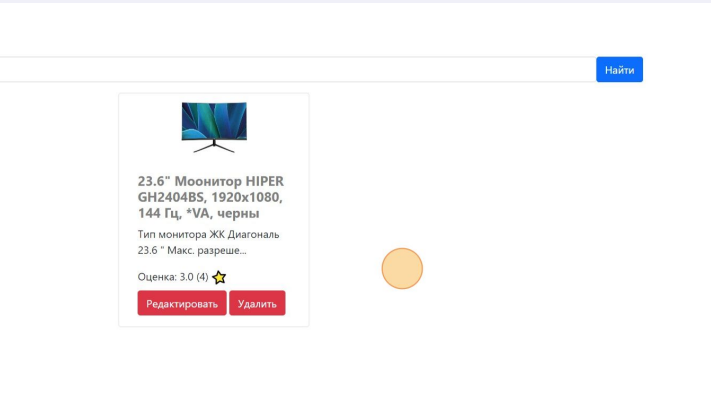 Найти
23.6" Моонитор HIPER
GH2404BS, 1920x1080,
144 Гц, *VA, черны
Тип монитора ЖК Диагональ
23.6 " Макс. разреше...
Оценка: 3.0 (4)
Редактировать Удалить